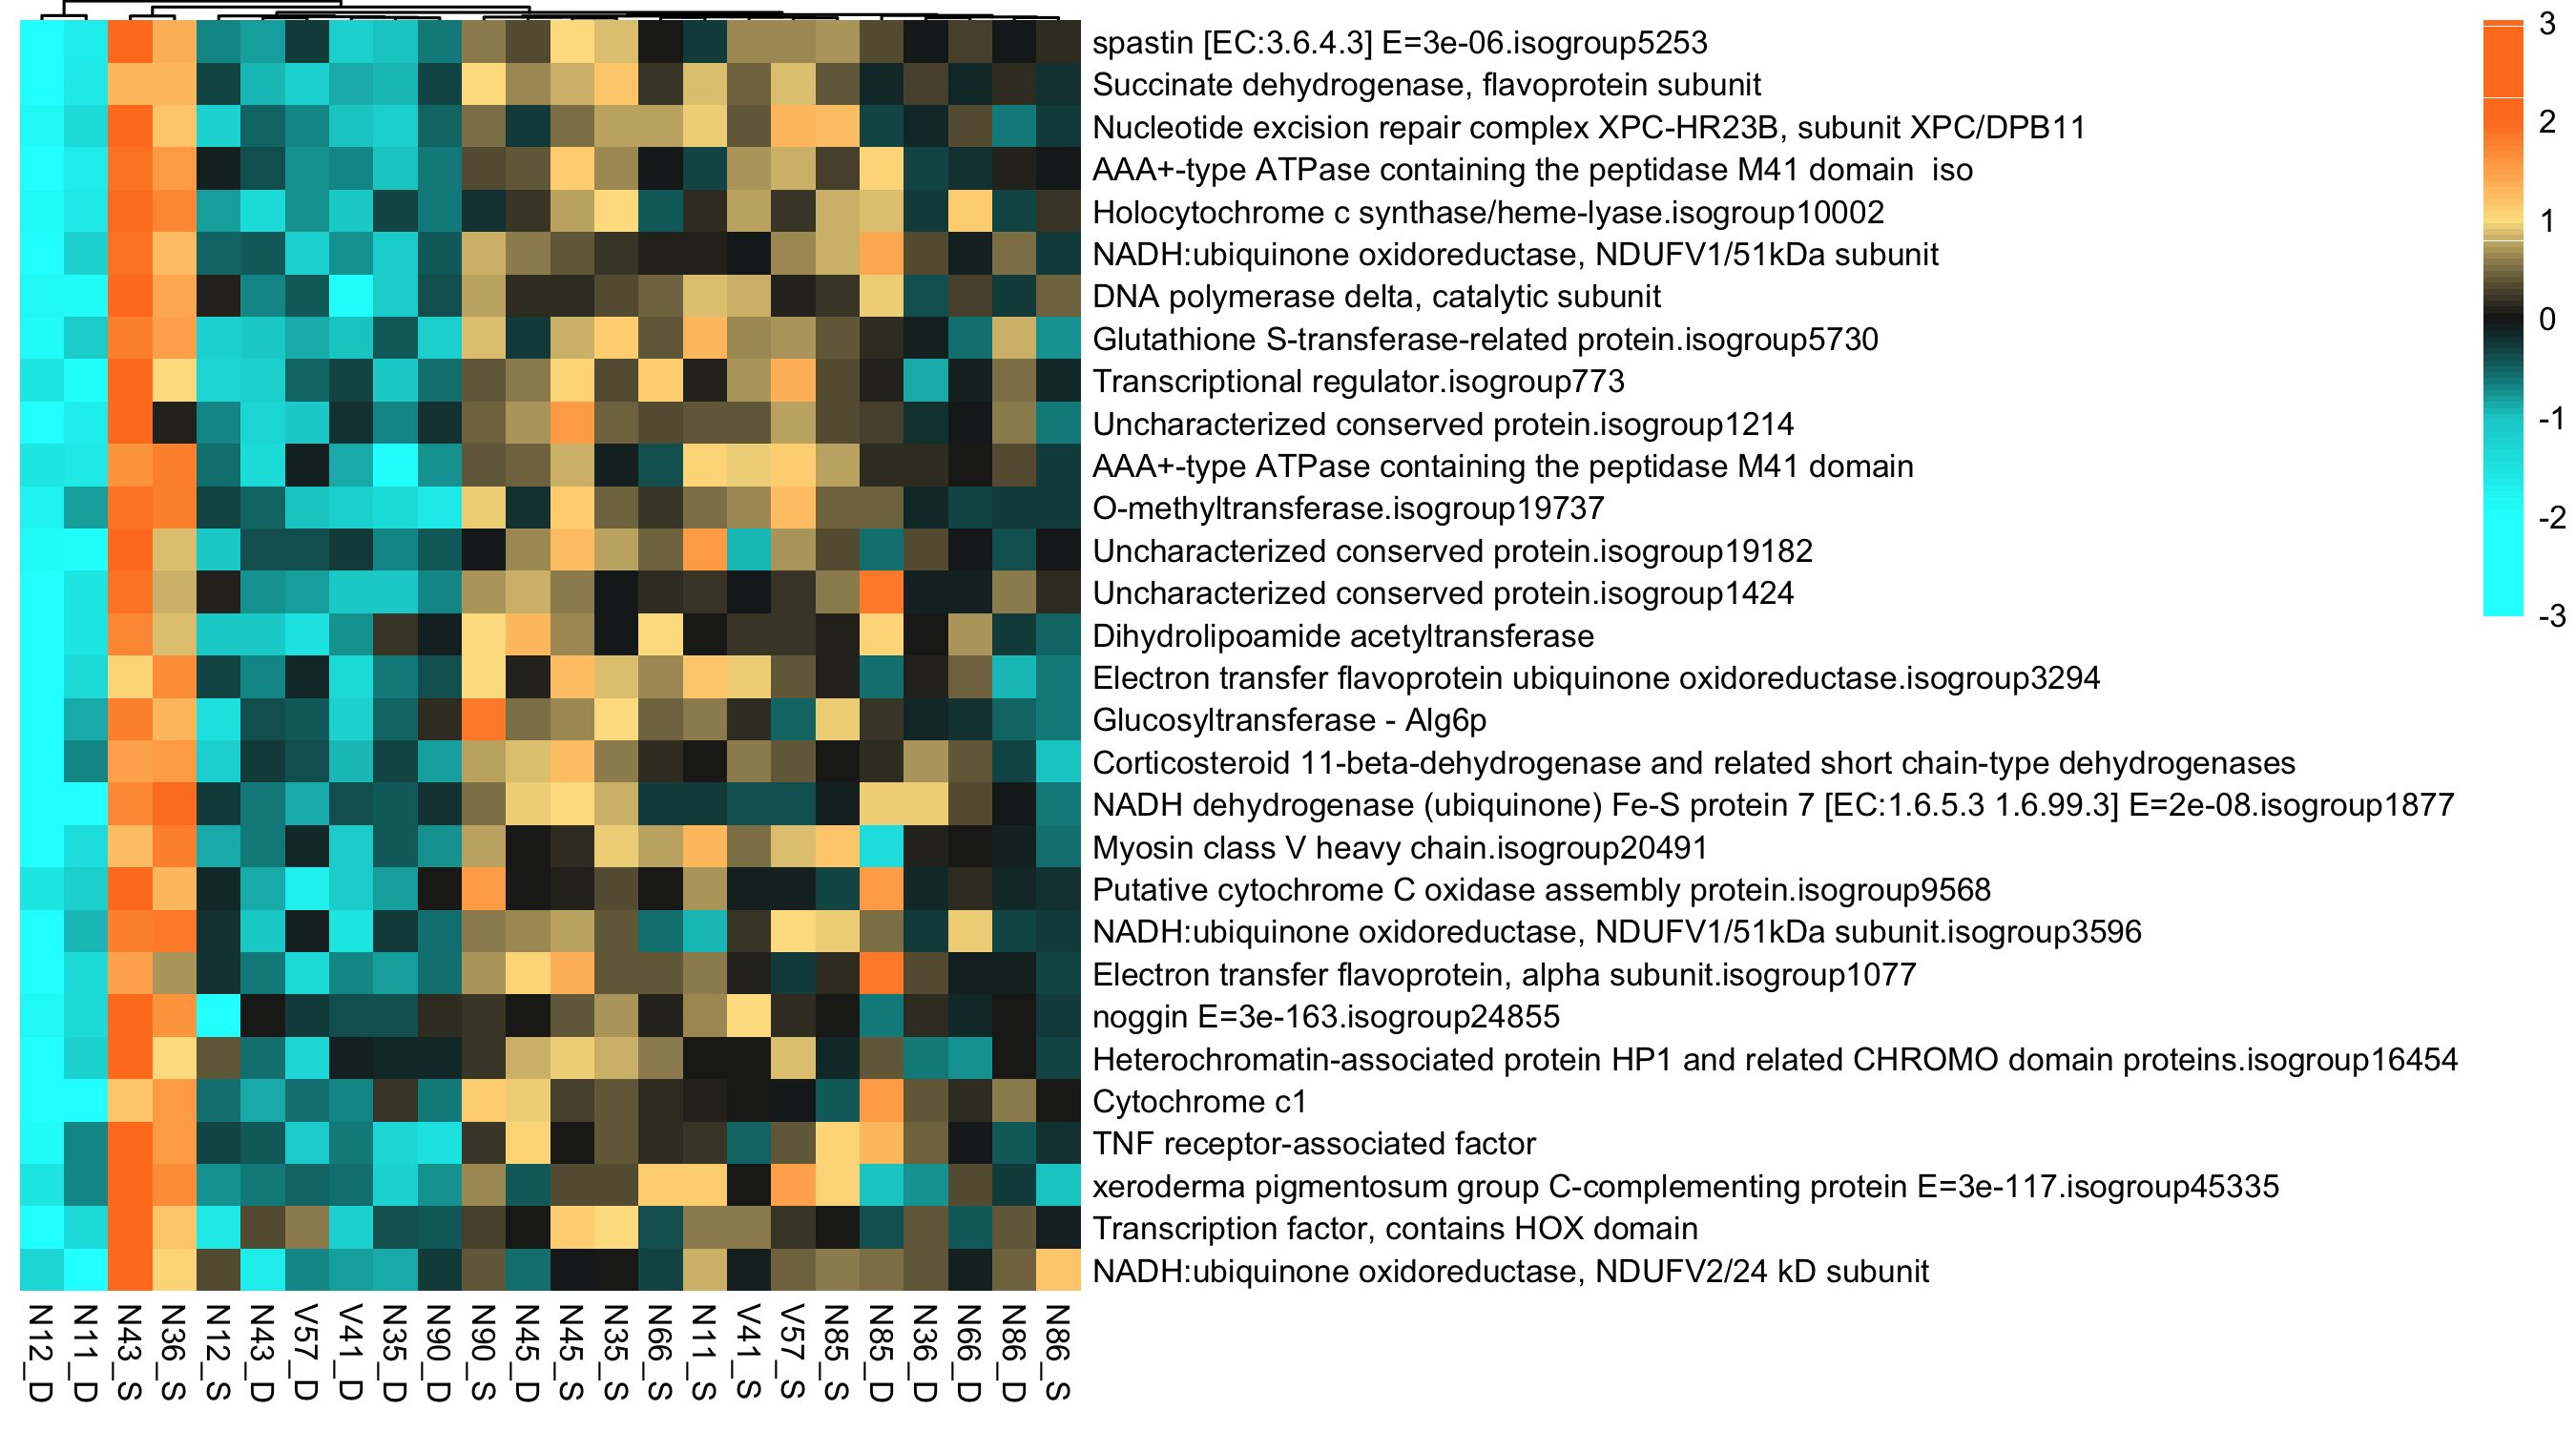 spastin [EC:3.6.4.3] E=3e-06.isogroup5253
Succinate dehydrogenase, flavoprotein subunit
Nucleotide excision repair complex XPC-HR23B, subunit XPC/DPB11
AAA+-type ATPase containing the peptidase M41 domain  iso
Holocytochrome c synthase/heme-lyase.isogroup10002
NADH:ubiquinone oxidoreductase, NDUFV1/51kDa subunit
DNA polymerase delta, catalytic subunit
Glutathione S-transferase-related protein.isogroup5730
Transcriptional regulator.isogroup773
Uncharacterized conserved protein.isogroup1214
AAA+-type ATPase containing the peptidase M41 domain
O-methyltransferase.isogroup19737
Uncharacterized conserved protein.isogroup19182
Uncharacterized conserved protein.isogroup1424
Dihydrolipoamide acetyltransferase
Electron transfer flavoprotein ubiquinone oxidoreductase.isogroup3294
Glucosyltransferase - Alg6p
Corticosteroid 11-beta-dehydrogenase and related short chain-type dehydrogenases
NADH dehydrogenase (ubiquinone) Fe-S protein 7 [EC:1.6.5.3 1.6.99.3] E=2e-08.isogroup1877
Myosin class V heavy chain.isogroup20491
Putative cytochrome C oxidase assembly protein.isogroup9568
NADH:ubiquinone oxidoreductase, NDUFV1/51kDa subunit.isogroup3596
Electron transfer flavoprotein, alpha subunit.isogroup1077
noggin E=3e-163.isogroup24855
Heterochromatin-associated protein HP1 and related CHROMO domain proteins.isogroup16454
Cytochrome c1
TNF receptor-associated factor
xeroderma pigmentosum group C-complementing protein E=3e-117.isogroup45335
Transcription factor, contains HOX domain
NADH:ubiquinone oxidoreductase, NDUFV2/24 kD subunit
N12_D
N11_D
N43_S
N36_S
N12_S
N43_D
V57_D
V41_D
N35_D
N90_D
N90_S
N45_D
N45_S
N35_S
N66_S
N11_S
V41_S
V57_S
N85_S
N85_D
N36_D
N66_D
N86_D
N86_S
3
2
1
0
-1
-2
-3